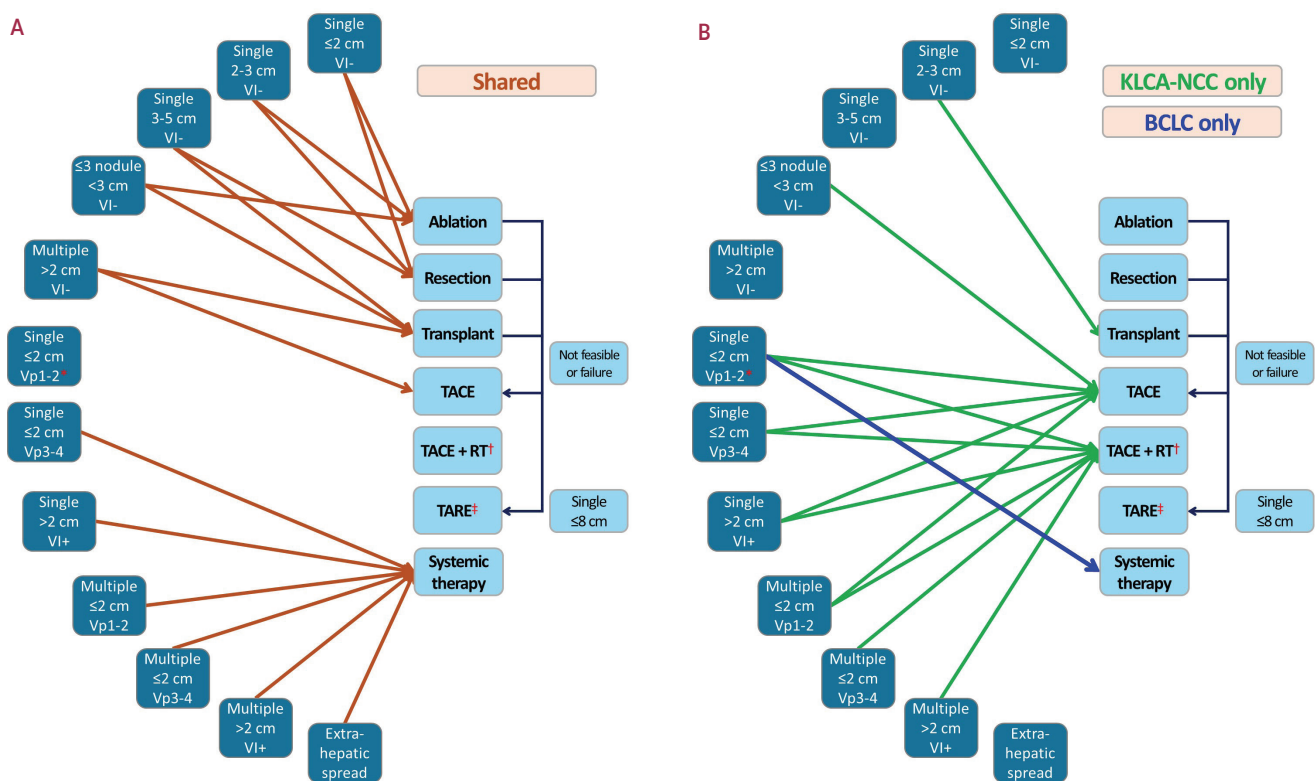 A
Single
≤2 cm
VI-
Single
2-3 cm
VI-
Single
3-5 cm
VI-
≤3 nodule
<3 cm
VI-
Multiple
>2 cm
VI-
Single
≤2 cm
Vp1-2*
Single
≤2 cm
Vp3-4
Single
>2 cm
VI+
Multiple
≤2 cm
Vp1-2
Multiple
≤2 cm
Vp3-4
Multiple
>2 cm
VI+
Extra-
hepatic
spread
Shared
Ablation
Resection
Transplant
TACE
TACE + RT†
TARE‡
Systemic
therapy
Not feasible
or failure
Single
≤8 cm
B
Single
≤2 cm
VI-
Single
2-3 cm
VI-
Single
3-5 cm
VI-
≤3 nodule
<3 cm
VI-
Multiple
>2 cm
VI-
Single
≤2 cm
Vp1-2*
Single
≤2 cm
Vp3-4
Single
>2 cm
VI+
Multiple
≤2 cm
Vp1-2
Multiple
≤2 cm
Vp3-4
Multiple
>2 cm
VI+
Extra-
hepatic
spread
KLCA-NCC only
BCLC only
Ablation
Resection
Transplant
TACE
TACE + RT†
TARE‡
Systemic
therapy
Not feasible
or failure
Single
≤8 cm